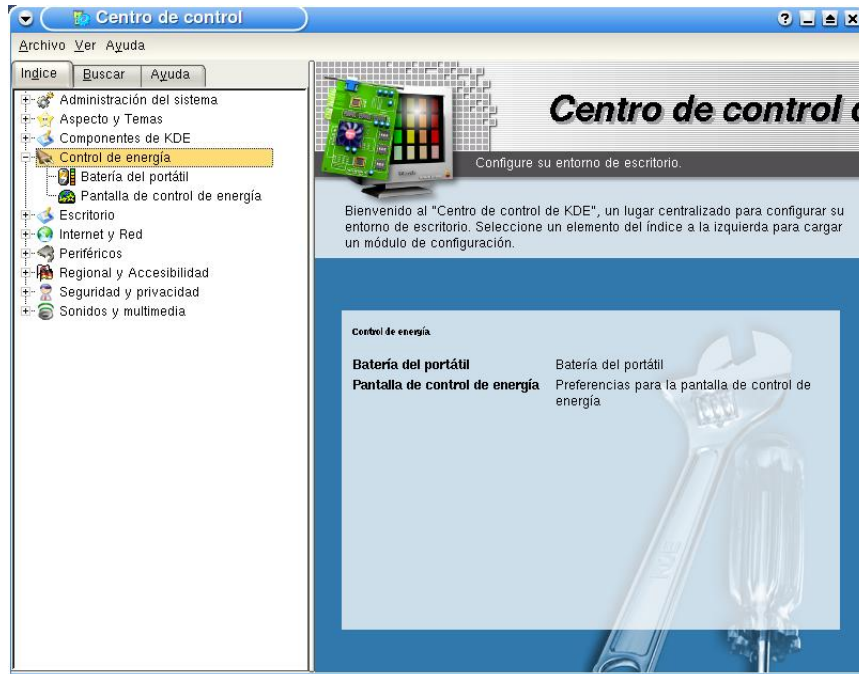 Centro de control
Archivo Ver Ayuda
Indice Buscar Ayuda
Administración del sistema
Aspecto y Temas
Componentes de KDE
Control de energía
Batería del portátil
Pantalla de control de energía
Escritorio
Internet y Red
Periféricos
Regional y Accesibilidad
Seguridad y privacidad
Sonidos y multimedia
Centro de control
Configure su entorno de escritorio.
Bienvenido al "Centro de control de KDE", un lugar centralizado para configurar su
entorno de escritorio. Seleccione un elemento del índice a la izquierda para cargar
un módulo de configuración.
Control de energía
Batería del portátil Batería del portátil
Pantalla de control de energía Preferencias para la pantalla de control de
energía
KDE